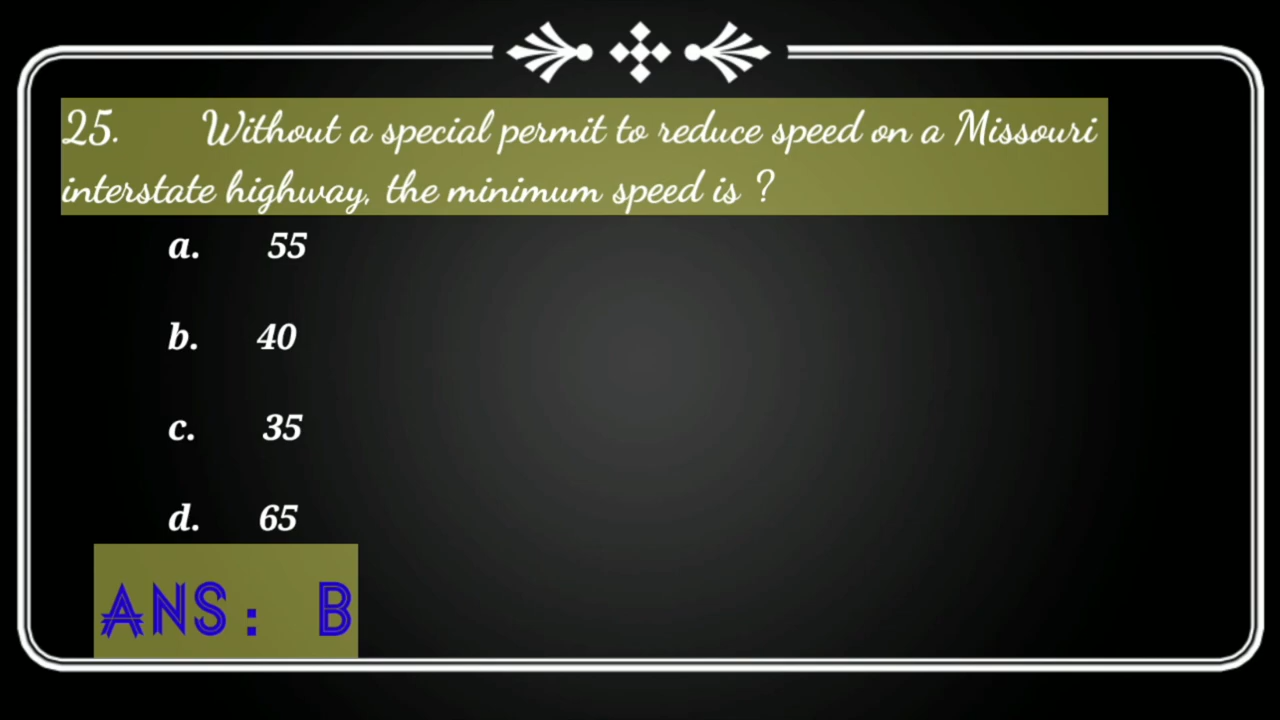 25. Without a special permit to reduce speed on a Missouri
interstate highway, the minimum speed is ?
a. 55
b. 40
c. 35
d. 65
ANS : B